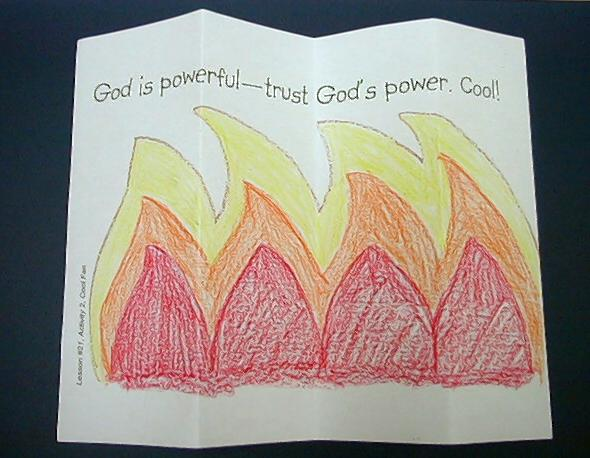 God is powerful—trust God's power. Cool!
Lesson #21, Activity 2, Cool Fan